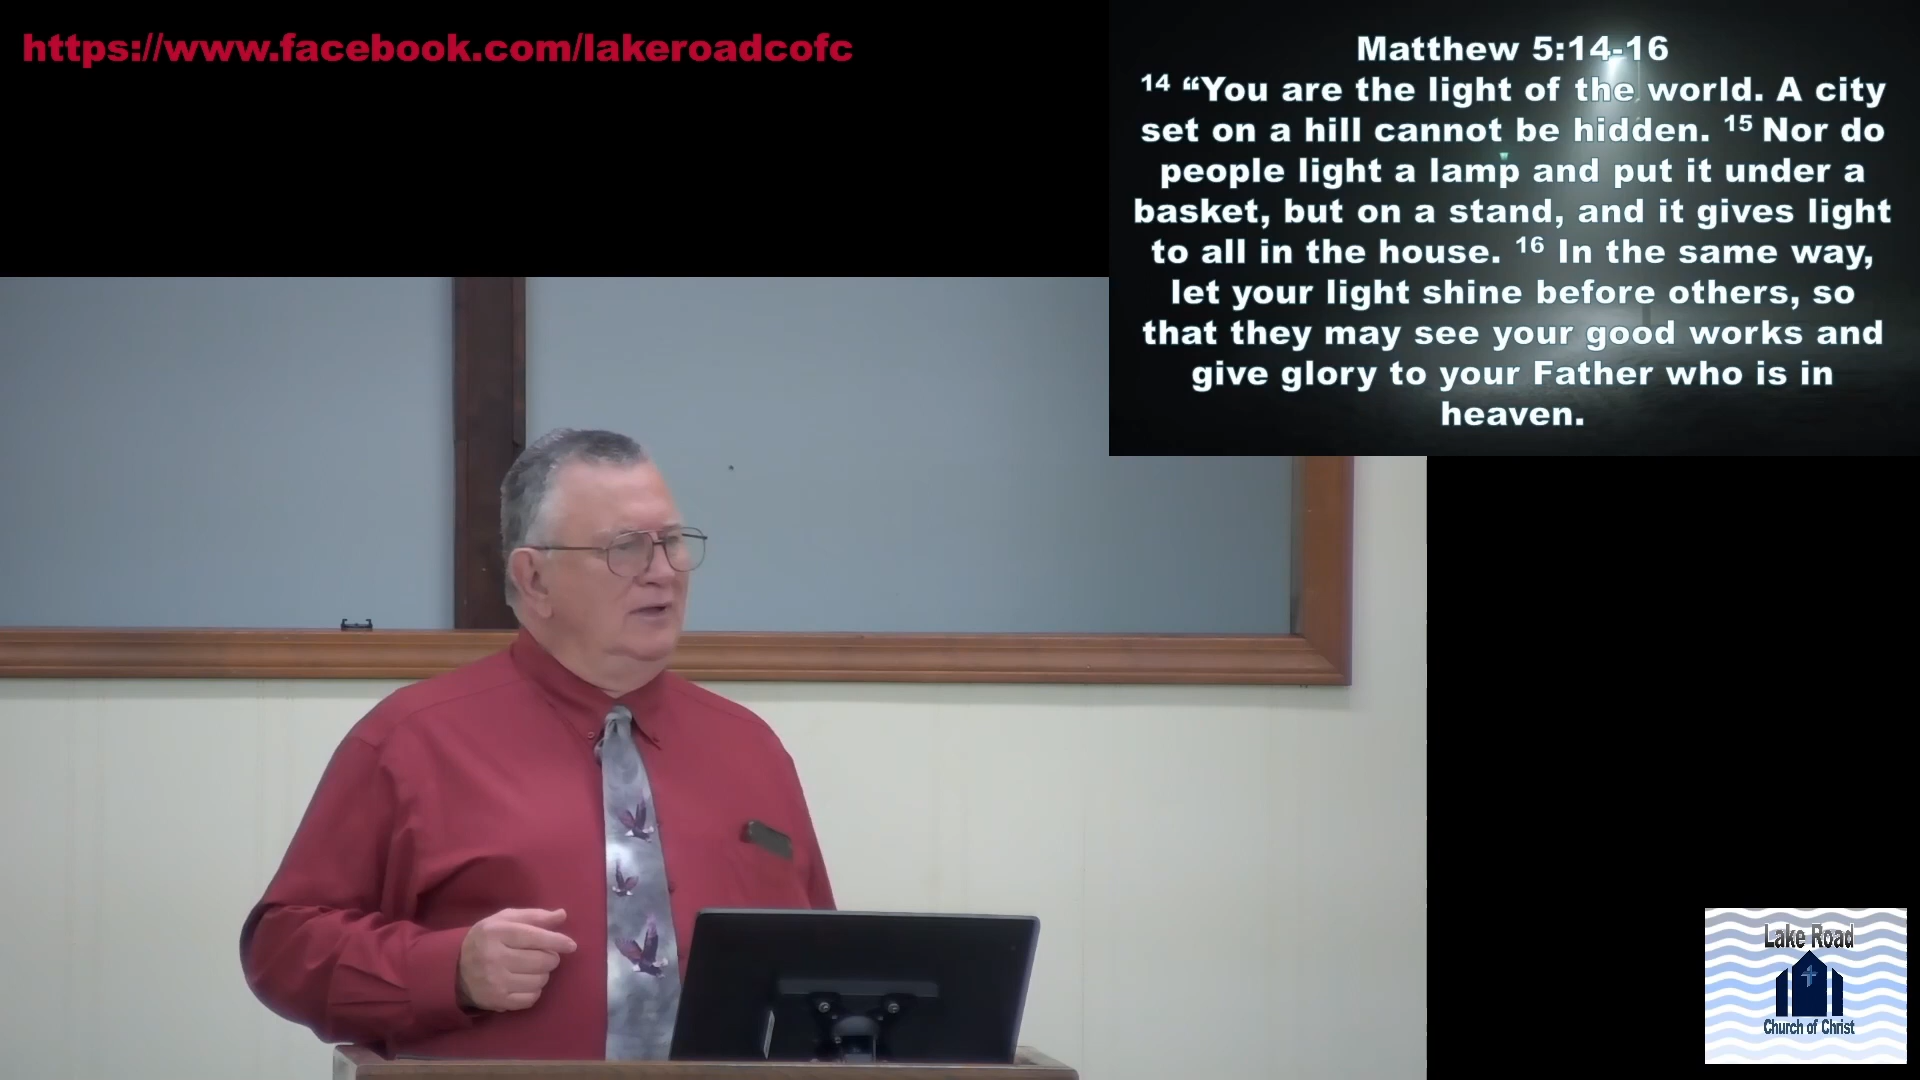 https://www.facebook.com/lakeroadcofc
Matthew 5:14-16
14 “You are the light of the world. A city
set on a hill cannot be hidden. 15 Nor do
people light a lamp and put it under a
basket, but on a stand, and it gives light
to all in the house. 16 In the same way,
let your light shine before others, so
that they may see your good works and
give glory to your Father who is in
heaven.
Lake Road
Church of Christ